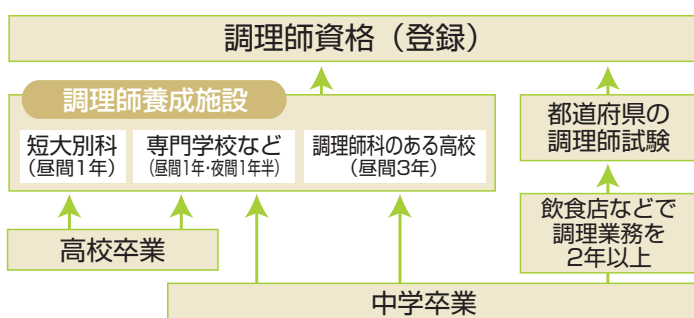 調理師資格（登録）
調理師養成施設
短大別科
（昼間1年）
専門学校など
（昼間1年・夜間1年半）
調理師科のある高校
（昼間3年）
都道府県の
調理師試験
飲食店などで
調理業務を
2年以上
高校卒業
中学卒業